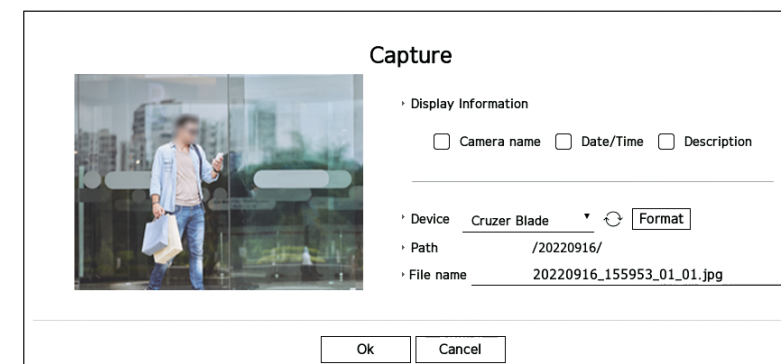 Capture
Display Information
Camera name Date/Time Description
Device Cruzer Blade Format
Path /20220916/
File name 20220916_155953_01_01.jpg
Ok Cancel